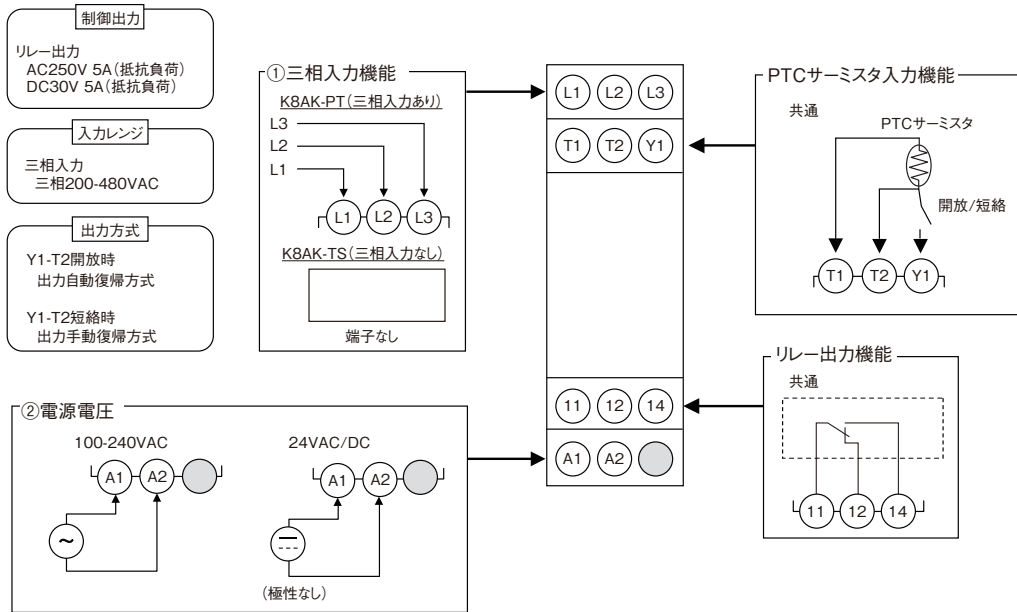 制御出力
リレー出力
AC250V 5A(抵抗負荷)
DC30V 5A(抵抗負荷)
入力レンジ
三相入力
三相200-480VAC
出力方式
Y1-T2開放時
出力自動復帰方式
Y1-T2短絡時
出力手動復帰方式
①三相入力機能
K8AK-PT(三相入力あり)
L3
L2
L1
L1 L2 L3
K8AK-TS(三相入力なし)
端子なし
L1 L2 L3
T1 T2 Y1
11 12 14
A1 A2
PTCサーミスタ入力機能
共通
PTCサーミスタ
開放/短絡
T1 T2 Y1
リレー出力機能
共通
11 12 14
②電源電圧
100-240VAC
A1 A2
~
24VAC/DC
A1 A2
(極性なし)